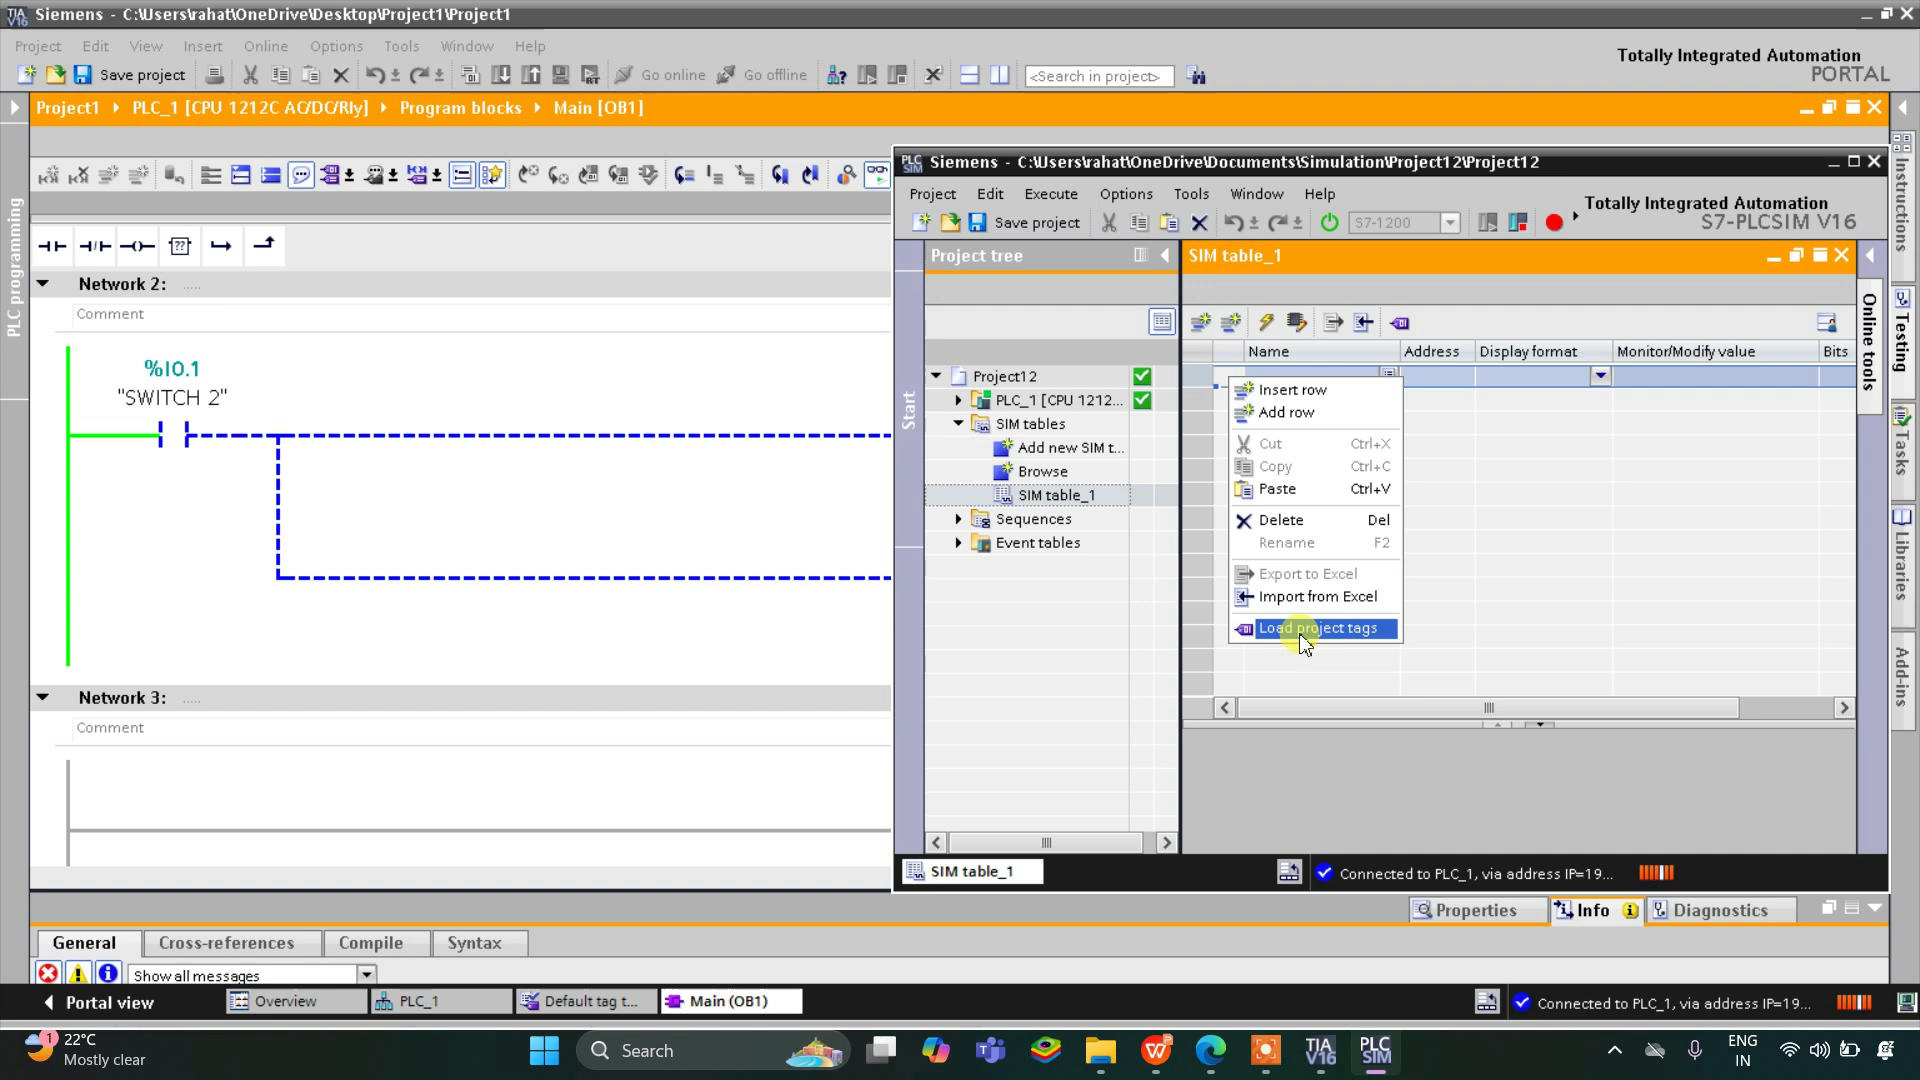 TIA V16 Siemens - C:\Users\rahat\OneDrive\Desktop\Project1\Project1
Project Edit View Insert Online Options Tools Window Help
Totally Integrated Automation
PORTAL
Save project Go online Go offline <Search in project>
Project1 PLC_1 [CPU 1212C AC/DC/Rly] Program blocks Main [OB1]
PLC programming
??
Network 2: .....
Comment
%I0.1
"SWITCH 2"
Network 3: .....
Comment
PLC SIM Siemens - C:\Users\rahat\OneDrive\Documents\Simulation\Project12\Project12
Project Edit Execute Options Tools Window Help
Totally Integrated Automation
S7-PLCSIM V16
Save project S7-1200
Start
Project tree
Project12
PLC_1 [CPU 1212...
SIM tables
Add new SIM t...
Browse
SIM table_1
Sequences
Event tables
SIM table_1
Name Address Display format Monitor/Modify value Bits
Insert row
Add row
Cut Ctrl+X
Copy Ctrl+C
Paste Ctrl+V
Delete Del
Rename F2
Export to Excel
Import from Excel
Load project tags
Online tools
SIM table_1
Connected to PLC_1, via address IP=19...
Instructions
Testing
Tasks
Libraries
Add-ins
Properties Info Diagnostics
General Cross-references Compile Syntax
Show all messages
Portal view Overview PLC_1 Default tag t... Main (OB1)
Connected to PLC_1, via address IP=19...
1
22°C
Mostly clear
Search
TIA V16
PLC SIM
ENG
IN